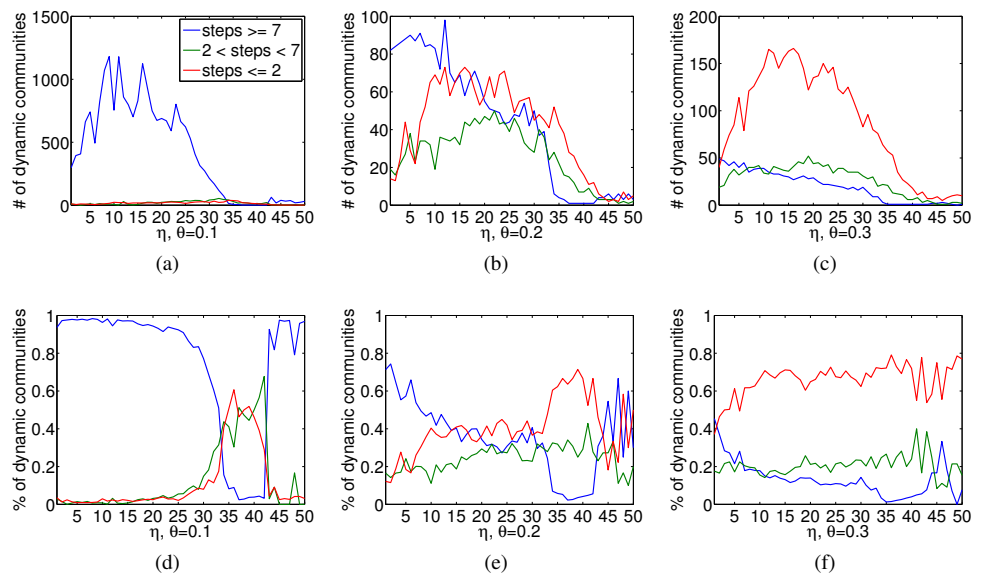 # of dynamic communities
1500
1000
500
0
steps >= 7
2 < steps < 7
steps <= 2
5 10 15 20 25 30 35 40 45 50
η, θ=0.1
(a)
# of dynamic communities
100
80
60
40
20
0
5 10 15 20 25 30 35 40 45 50
η, θ=0.2
(b)
# of dynamic communities
200
150
100
50
0
5 10 15 20 25 30 35 40 45 50
η, θ=0.3
(c)
% of dynamic communities
1
0.8
0.6
0.4
0.2
0
5 10 15 20 25 30 35 40 45 50
η, θ=0.1
(d)
% of dynamic communities
1
0.8
0.6
0.4
0.2
0
5 10 15 20 25 30 35 40 45 50
η, θ=0.2
(e)
% of dynamic communities
1
0.8
0.6
0.4
0.2
0
5 10 15 20 25 30 35 40 45 50
η, θ=0.3
(f)